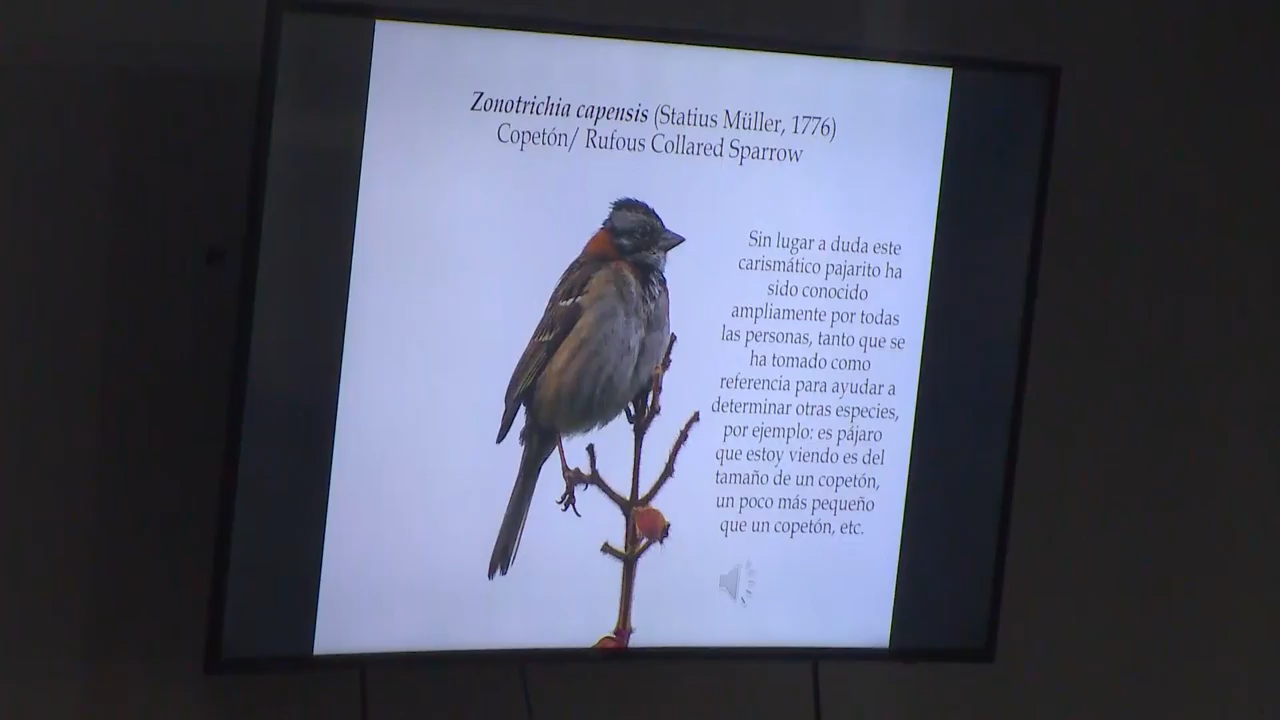 Zonotrichia capensis (Statius Müller, 1776)
Copetón/ Rufous Collared Sparrow
Sin lugar a duda este
carismático pajarito ha
sido conocido
ampliamente por todas
las personas, tanto que se
ha tomado como
referencia para ayudar a
determinar otras especies,
por ejemplo: es pájaro
que estoy viendo es del
tamaño de un copetón,
un poco más pequeño
que un copetón, etc.